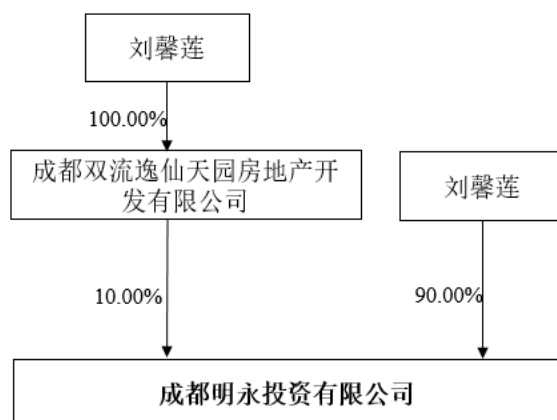 刘馨莲
100.00%
成都双流逸仙天园房地产开
发有限公司
刘馨莲
10.00%
90.00%
成都明永投资有限公司